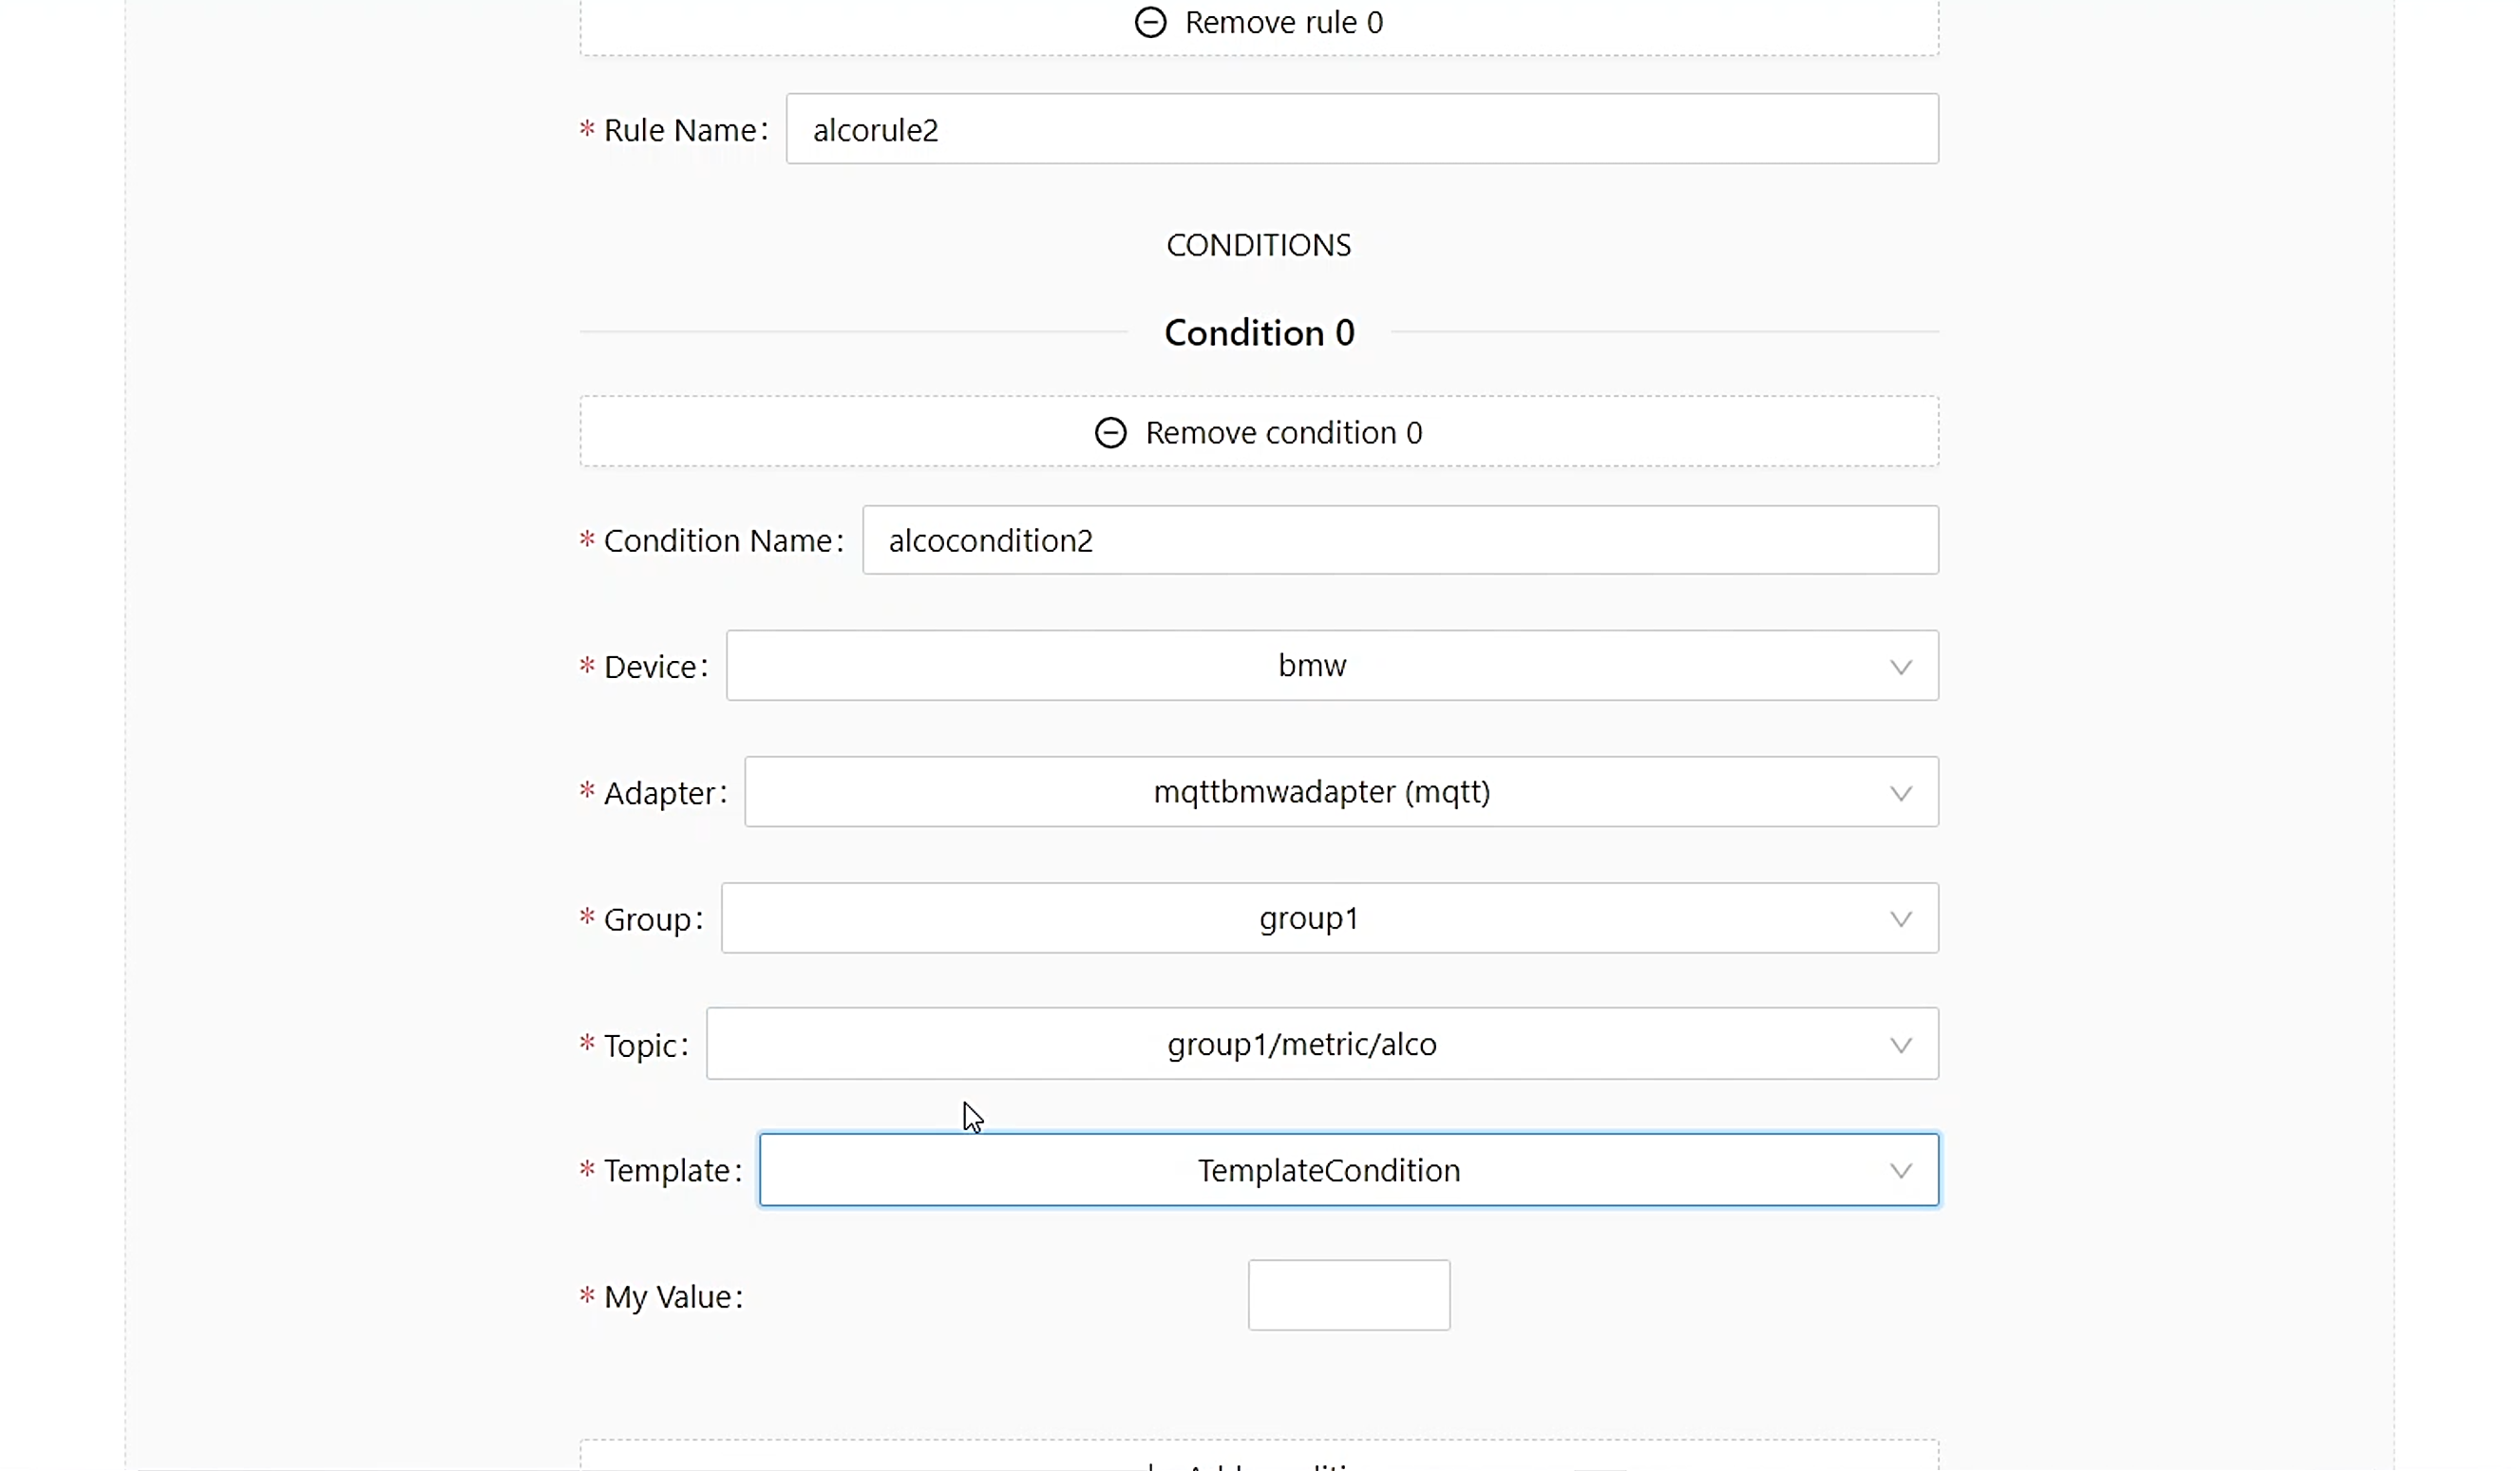 Remove rule 0
* Rule Name: alcorule2
CONDITIONS
Condition 0
Remove condition 0
* Condition Name: alcocondition2
* Device: bmw
* Adapter: mqttbmwadapter (mqtt)
* Group: group1
* Topic: group1/metric/alco
* Template: TemplateCondition
* My Value: